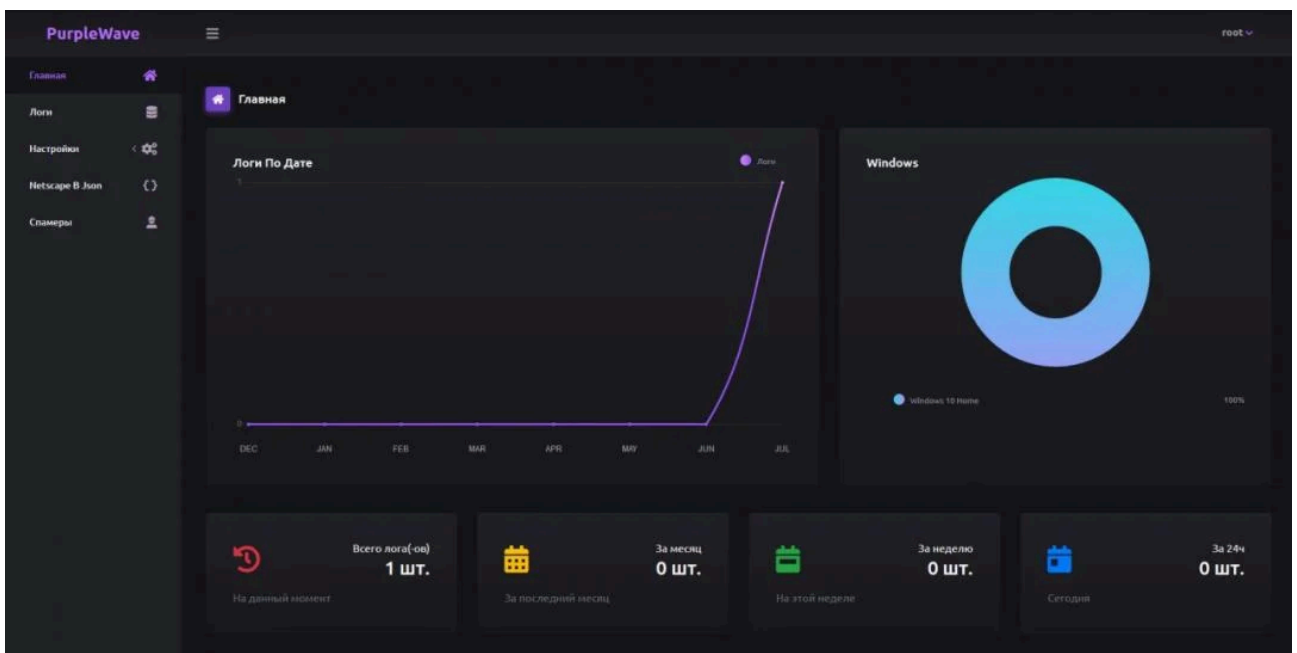 PurpleWave
root
Главная
Логи
Настройки
Netscape В Json
Спамеры
Главная
Логи По Дате
Логи
1
0
DEC JAN FEB MAR APR MAY JUN JUL
Windows
Windows 10 Home 100%
Всего лога(-ов)
1 шт.
На данный момент
За месяц
0 шт.
За последний месяц
За неделю
0 шт.
На этой неделе
За 24ч
0 шт.
Сегодня